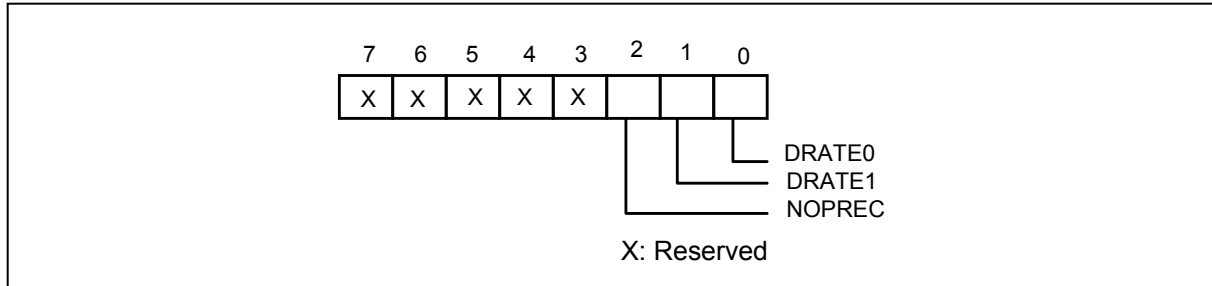 7 6 5 4 3 2 1 0
X X X X X
DRATE0
DRATE1
NOPREC
X: Reserved